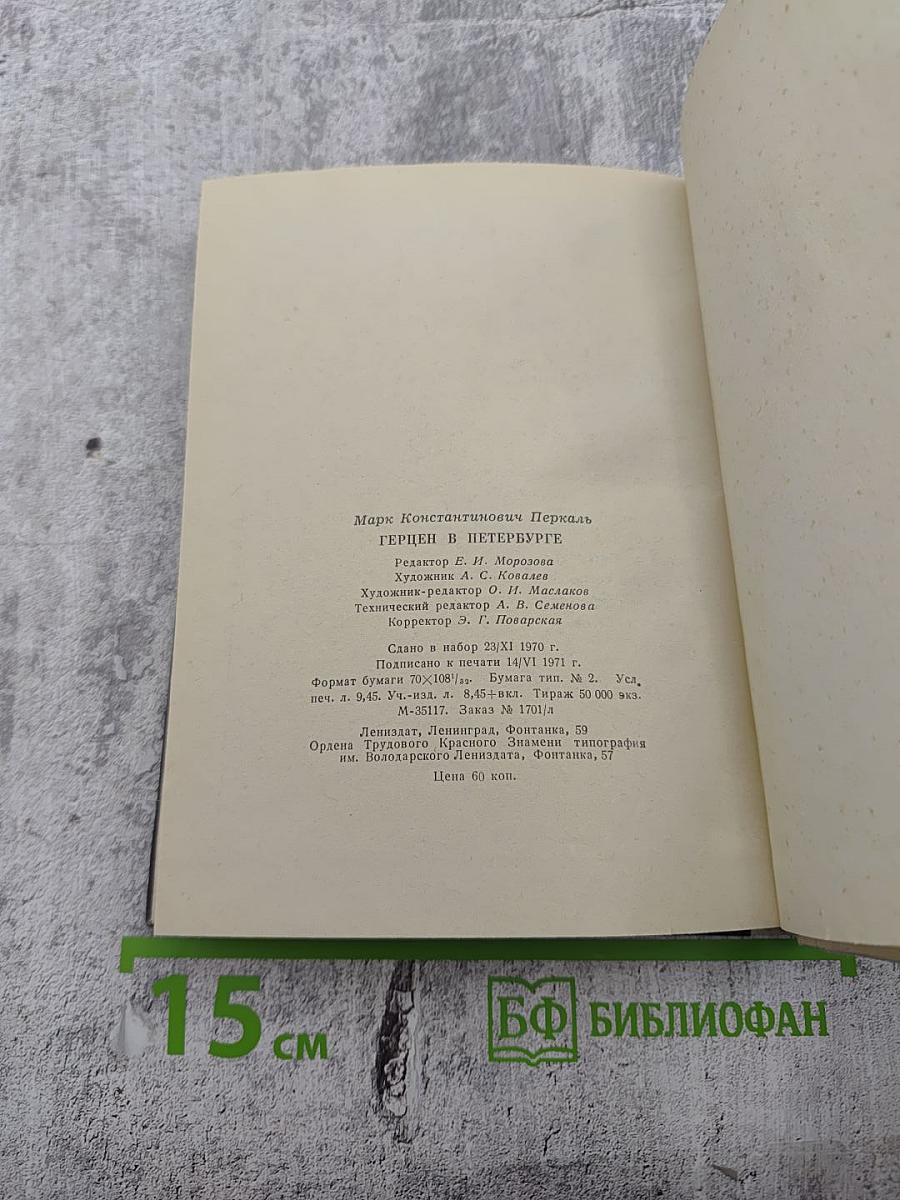 Марк Константинович Перкаль
ГЕРЦЕН В ПЕТЕРБУРГЕ
Редактор Е. И. Морозова
Художник А. С. Ковалев
Художник-редактор О. И. Маслаков
Технический редактор А. В. Семенова
Корректор Э. Г. Поварская
Сдано в набор 23/XI 1970 г.
Подписано к печати 14/VI 1971 г.
Формат бумаги 70×108¹/₃₂. Бумага тип. № 2. Усл.
печ. л. 9,45. Уч.-изд. л. 8,45+вкл. Тираж 50 000 экз.
М-35117. Заказ № 1701/л
Лениздат, Ленинград, Фонтанка, 59
Ордена Трудового Красного Знамени типография
им. Володарского Лениздата, Фонтанка, 57
Цена 60 коп.
15 см
БФ БИБЛИОФАН